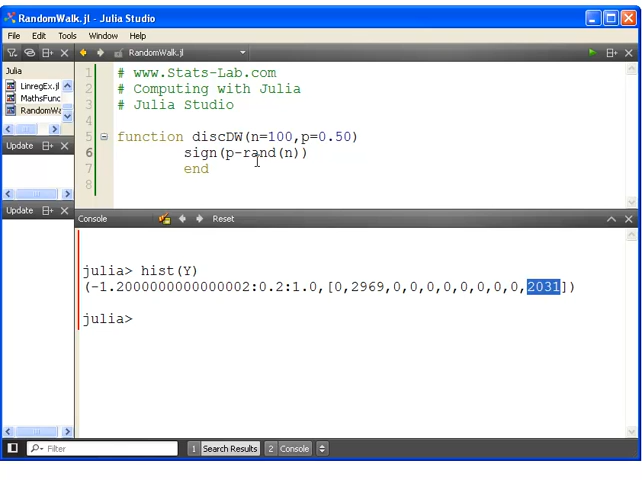 RandomWalk.jl - Julia Studio
File Edit Tools Window Help
RandomWalk.jl
Julia
LinregEx.jl
MathsFunc
RandomWa
Update
Update
1 # www.Stats-Lab.com
2 # Computing with Julia
3 # Julia Studio
4
5 function discDW(n=100,p=0.50)
6 sign(p-rand(n))
7 end
8
Console Reset
julia> hist(Y)
(-1.2000000000000002:0.2:1.0,[0,2969,0,0,0,0,0,0,0,0,2031])
julia>
Filter 1 Search Results 2 Console